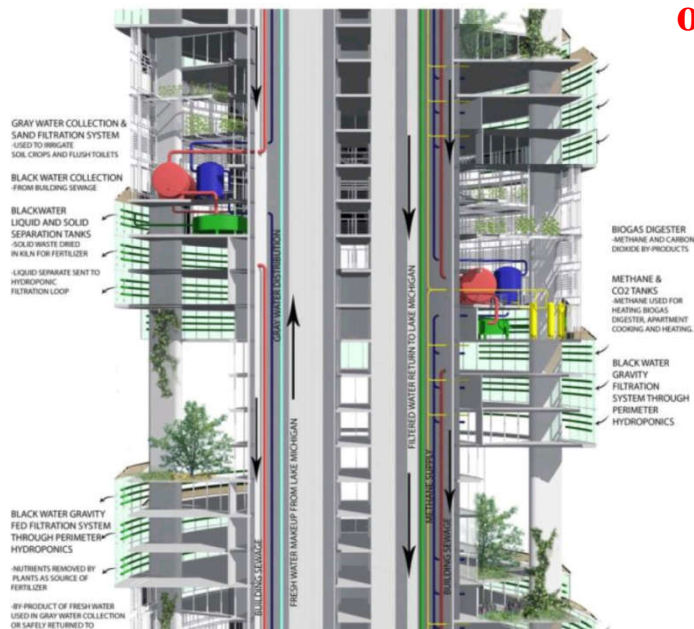 GRAY WATER COLLECTION &
SAND FILTRATION SYSTEM
-USED TO IRRIGATE
SOIL CROPS AND FLUSH TOILETS
BLACK WATER COLLECTION
-FROM BUILDING SEWAGE
BLACKWATER
LIQUID AND SOLID
SEPARATION TANKS
-SOLID WASTE DRIED
IN KILN FOR FERTILIZER
-LIQUID SEPARATE SENT TO
HYDROPONIC
FILTRATION LOOP
BLACK WATER GRAVITY
FED FILTRATION SYSTEM
THROUGH PERIMETER
HYDROPONICS
-NUTRIENTS REMOVED BY
PLANTS AS SOURCE OF
FERTILIZER
-BY-PRODUCT OF FRESH WATER
USED IN GRAY WATER COLLECTION
OR SAFELY RETURNED TO
BUILDING SEWAGE
GRAY WATER DISTRIBUTION
FRESH WATER MAKEUP FROM LAKE MICHIGAN
FILTERED WATER RETURN TO LAKE MICHIGAN
METHANE SUPPLY
BUILDING SEWAGE
BIOGAS DIGESTER
-METHANE AND CARBON
DIOXIDE BY-PRODUCTS
METHANE &
CO2 TANKS
-METHANE USED FOR
HEATING BIOGAS
DIGESTER, APARTMENT
COOKING AND HEATING.
BLACK WATER
GRAVITY
FILTRATION
SYSTEM THROUGH
PERIMETER
HYDROPONICS